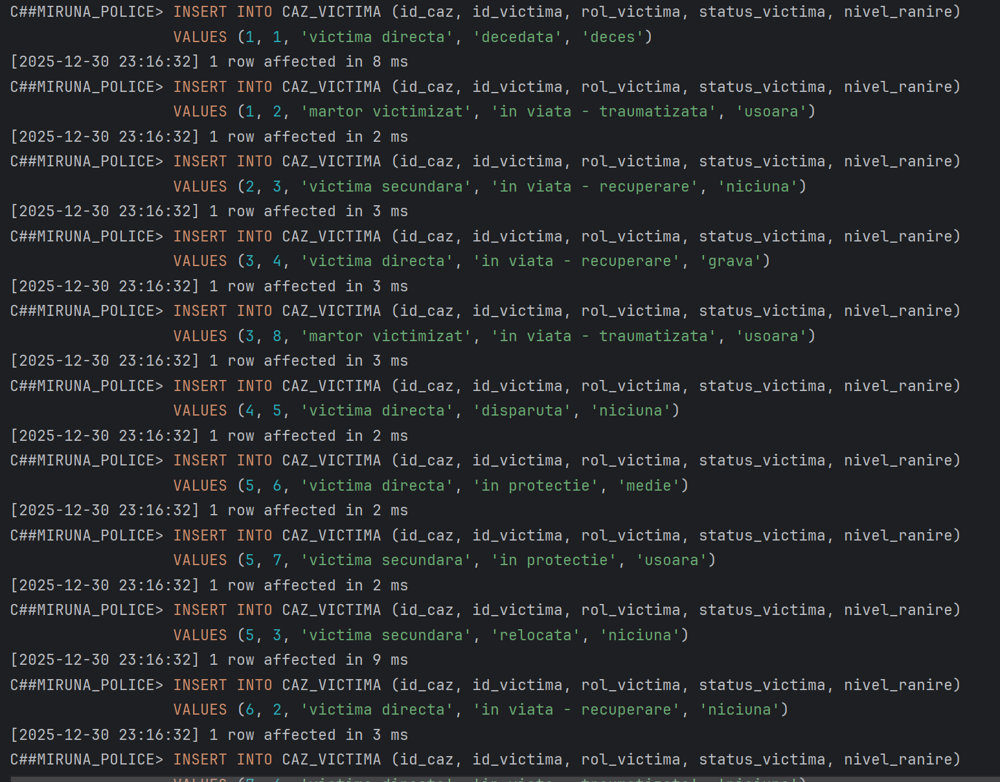 C##MIRUNA_POLICE> INSERT INTO CAZ_VICTIMA (id_caz, id_victima, rol_victima, status_victima, nivel_ranire)
VALUES (1, 1, 'victima directa', 'decedata', 'deces')
[2025-12-30 23:16:32] 1 row affected in 8 ms
C##MIRUNA_POLICE> INSERT INTO CAZ_VICTIMA (id_caz, id_victima, rol_victima, status_victima, nivel_ranire)
VALUES (1, 2, 'martor victimizat', 'in viata - traumatizata', 'usoara')
[2025-12-30 23:16:32] 1 row affected in 2 ms
C##MIRUNA_POLICE> INSERT INTO CAZ_VICTIMA (id_caz, id_victima, rol_victima, status_victima, nivel_ranire)
VALUES (2, 3, 'victima secundara', 'in viata - recuperare', 'niciuna')
[2025-12-30 23:16:32] 1 row affected in 3 ms
C##MIRUNA_POLICE> INSERT INTO CAZ_VICTIMA (id_caz, id_victima, rol_victima, status_victima, nivel_ranire)
VALUES (3, 4, 'victima directa', 'in viata - recuperare', 'grava')
[2025-12-30 23:16:32] 1 row affected in 3 ms
C##MIRUNA_POLICE> INSERT INTO CAZ_VICTIMA (id_caz, id_victima, rol_victima, status_victima, nivel_ranire)
VALUES (3, 8, 'martor victimizat', 'in viata - traumatizata', 'usoara')
[2025-12-30 23:16:32] 1 row affected in 3 ms
C##MIRUNA_POLICE> INSERT INTO CAZ_VICTIMA (id_caz, id_victima, rol_victima, status_victima, nivel_ranire)
VALUES (4, 5, 'victima directa', 'disparuta', 'niciuna')
[2025-12-30 23:16:32] 1 row affected in 2 ms
C##MIRUNA_POLICE> INSERT INTO CAZ_VICTIMA (id_caz, id_victima, rol_victima, status_victima, nivel_ranire)
VALUES (5, 6, 'victima directa', 'in protectie', 'medie')
[2025-12-30 23:16:32] 1 row affected in 2 ms
C##MIRUNA_POLICE> INSERT INTO CAZ_VICTIMA (id_caz, id_victima, rol_victima, status_victima, nivel_ranire)
VALUES (5, 7, 'victima secundara', 'in protectie', 'usoara')
[2025-12-30 23:16:32] 1 row affected in 2 ms
C##MIRUNA_POLICE> INSERT INTO CAZ_VICTIMA (id_caz, id_victima, rol_victima, status_victima, nivel_ranire)
VALUES (5, 3, 'victima secundara', 'relocata', 'niciuna')
[2025-12-30 23:16:32] 1 row affected in 9 ms
C##MIRUNA_POLICE> INSERT INTO CAZ_VICTIMA (id_caz, id_victima, rol_victima, status_victima, nivel_ranire)
VALUES (6, 2, 'victima directa', 'in viata - recuperare', 'niciuna')
[2025-12-30 23:16:32] 1 row affected in 3 ms
C##MIRUNA_POLICE> INSERT INTO CAZ_VICTIMA (id_caz, id_victima, rol_victima, status_victima, nivel_ranire)